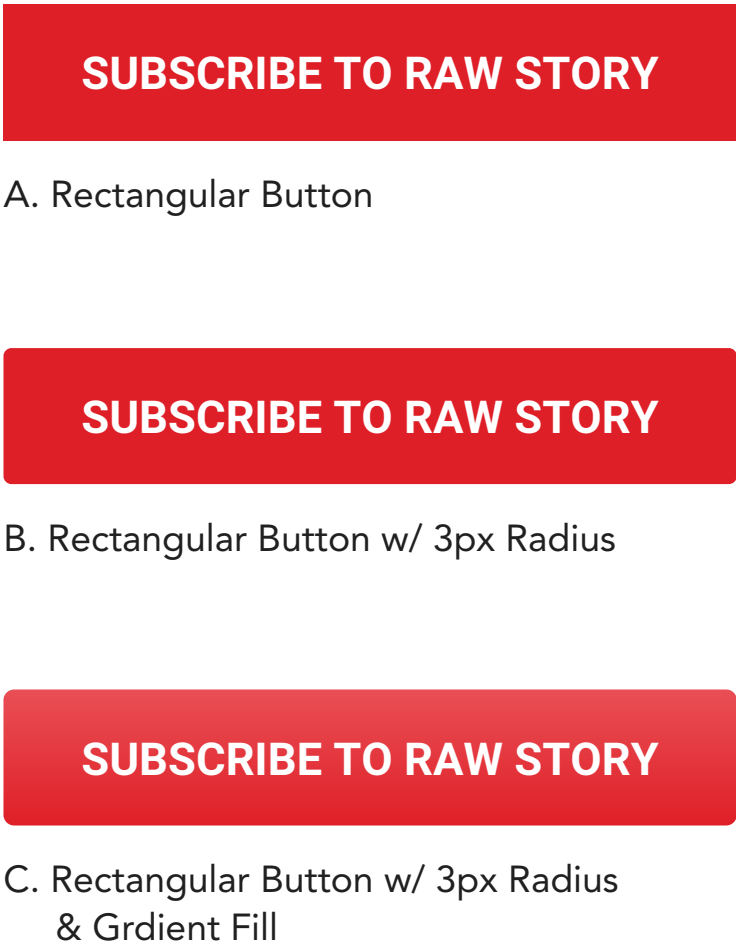 SUBSCRIBE TO RAW STORY
A. Rectangular Button
SUBSCRIBE TO RAW STORY
B. Rectangular Button w/ 3px Radius
SUBSCRIBE TO RAW STORY
C. Rectangular Button w/ 3px Radius
& Grdient Fill